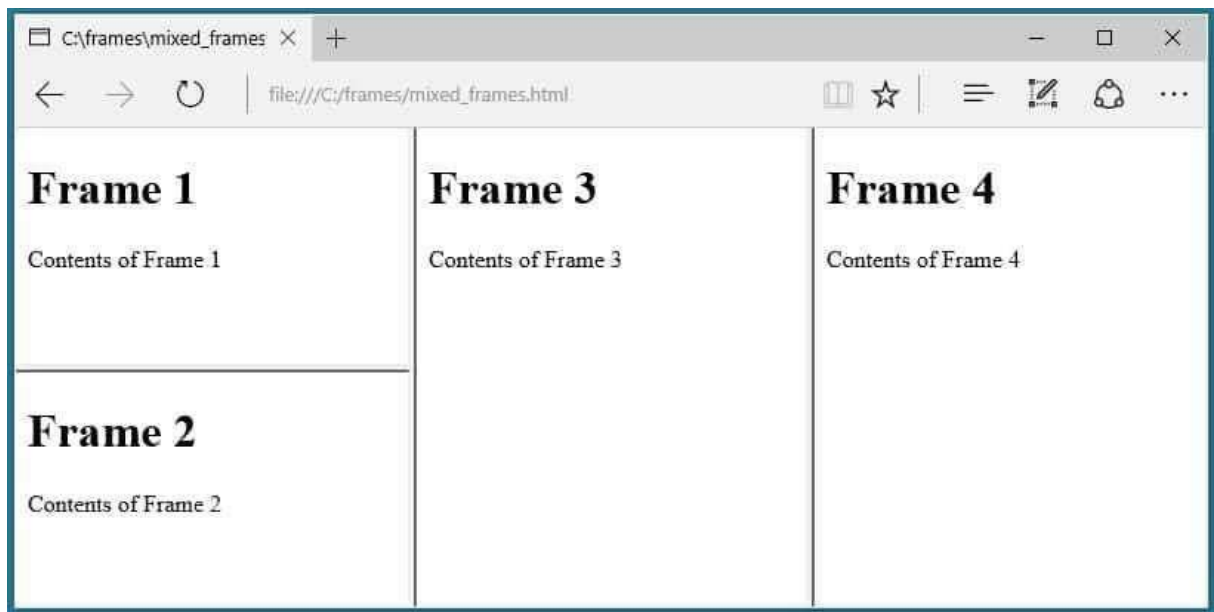 C:\frames\mixed_frames
file:///C:/frames/mixed_frames.html
Frame 1
Contents of Frame 1
Frame 2
Contents of Frame 2
Frame 3
Contents of Frame 3
Frame 4
Contents of Frame 4